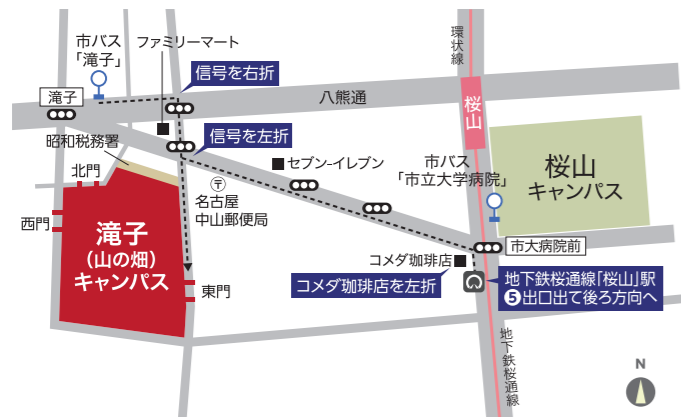 市バス
「滝子」
ファミリーマート
信号を右折
滝子
八熊通
環状線
桜山
昭和税務署
信号を左折
セブン-イレブン
市バス
「市立大学病院」
桜山
キャンパス
北門
〒
名古屋
中山郵便局
西門
滝子
(山の畑)
キャンパス
東門
市大病院前
コメダ珈琲店
コメダ珈琲店を左折
地下鉄桜通線「桜山」駅
❺出口出て後ろ方向へ
地下鉄桜通線
N